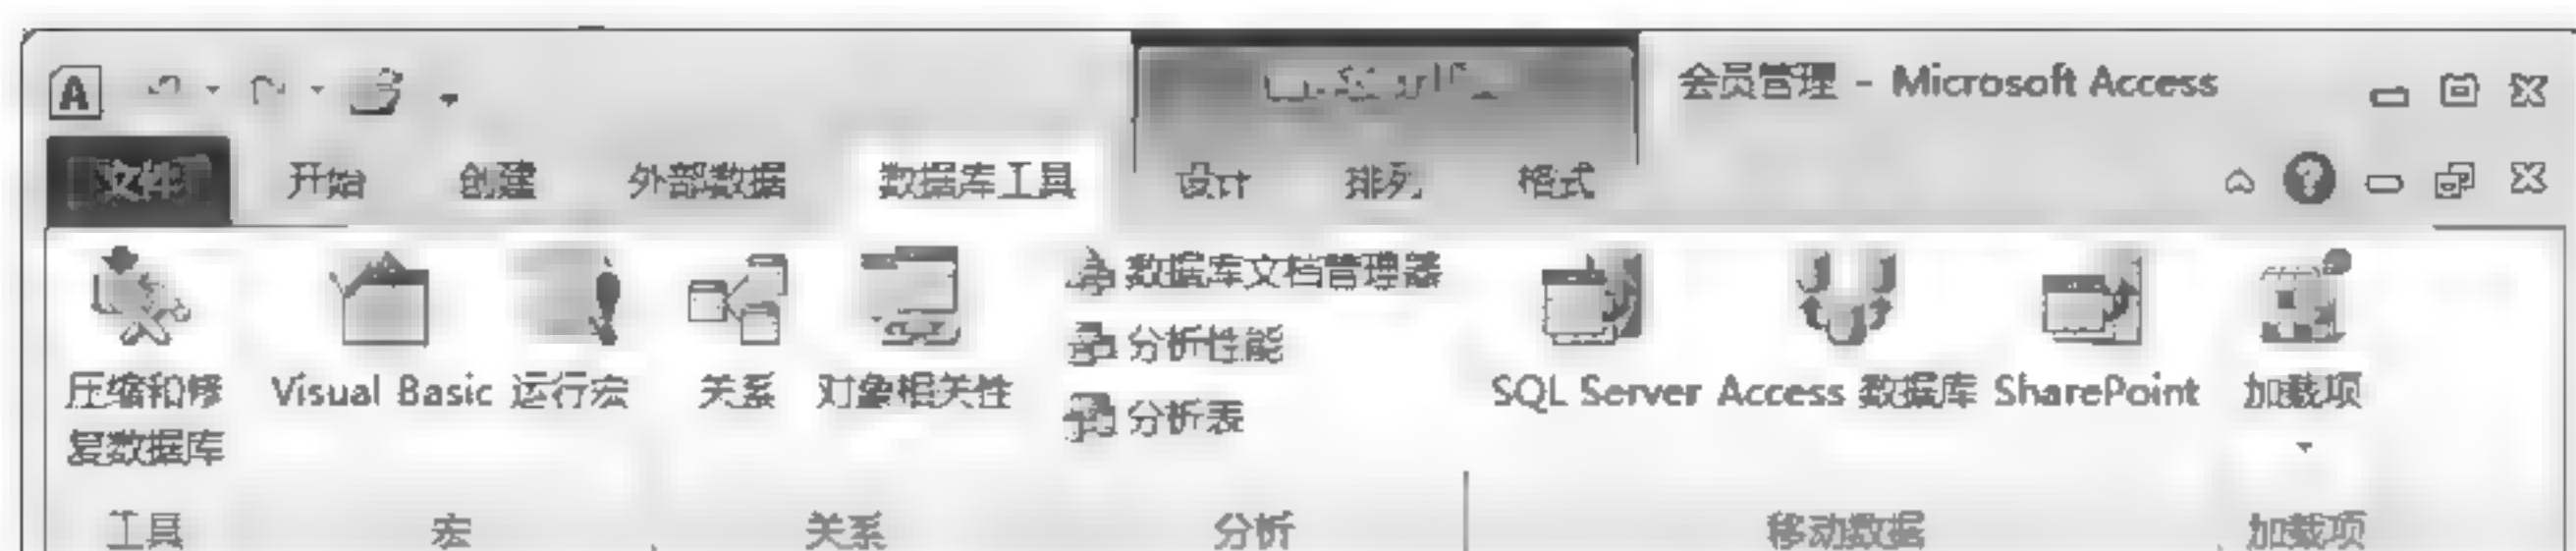 会员管理 - Microsoft Access
文件 开始 创建 外部数据 数据库工具 设计 排列 格式
数据库文档管理器
分析性能
压缩和修 Visual Basic 运行宏 关系 对象相关性 SQL Server Access 数据库 SharePoint 加载项
分析表
复数据库
工具 宏 关系 分析 移动数据 加载项